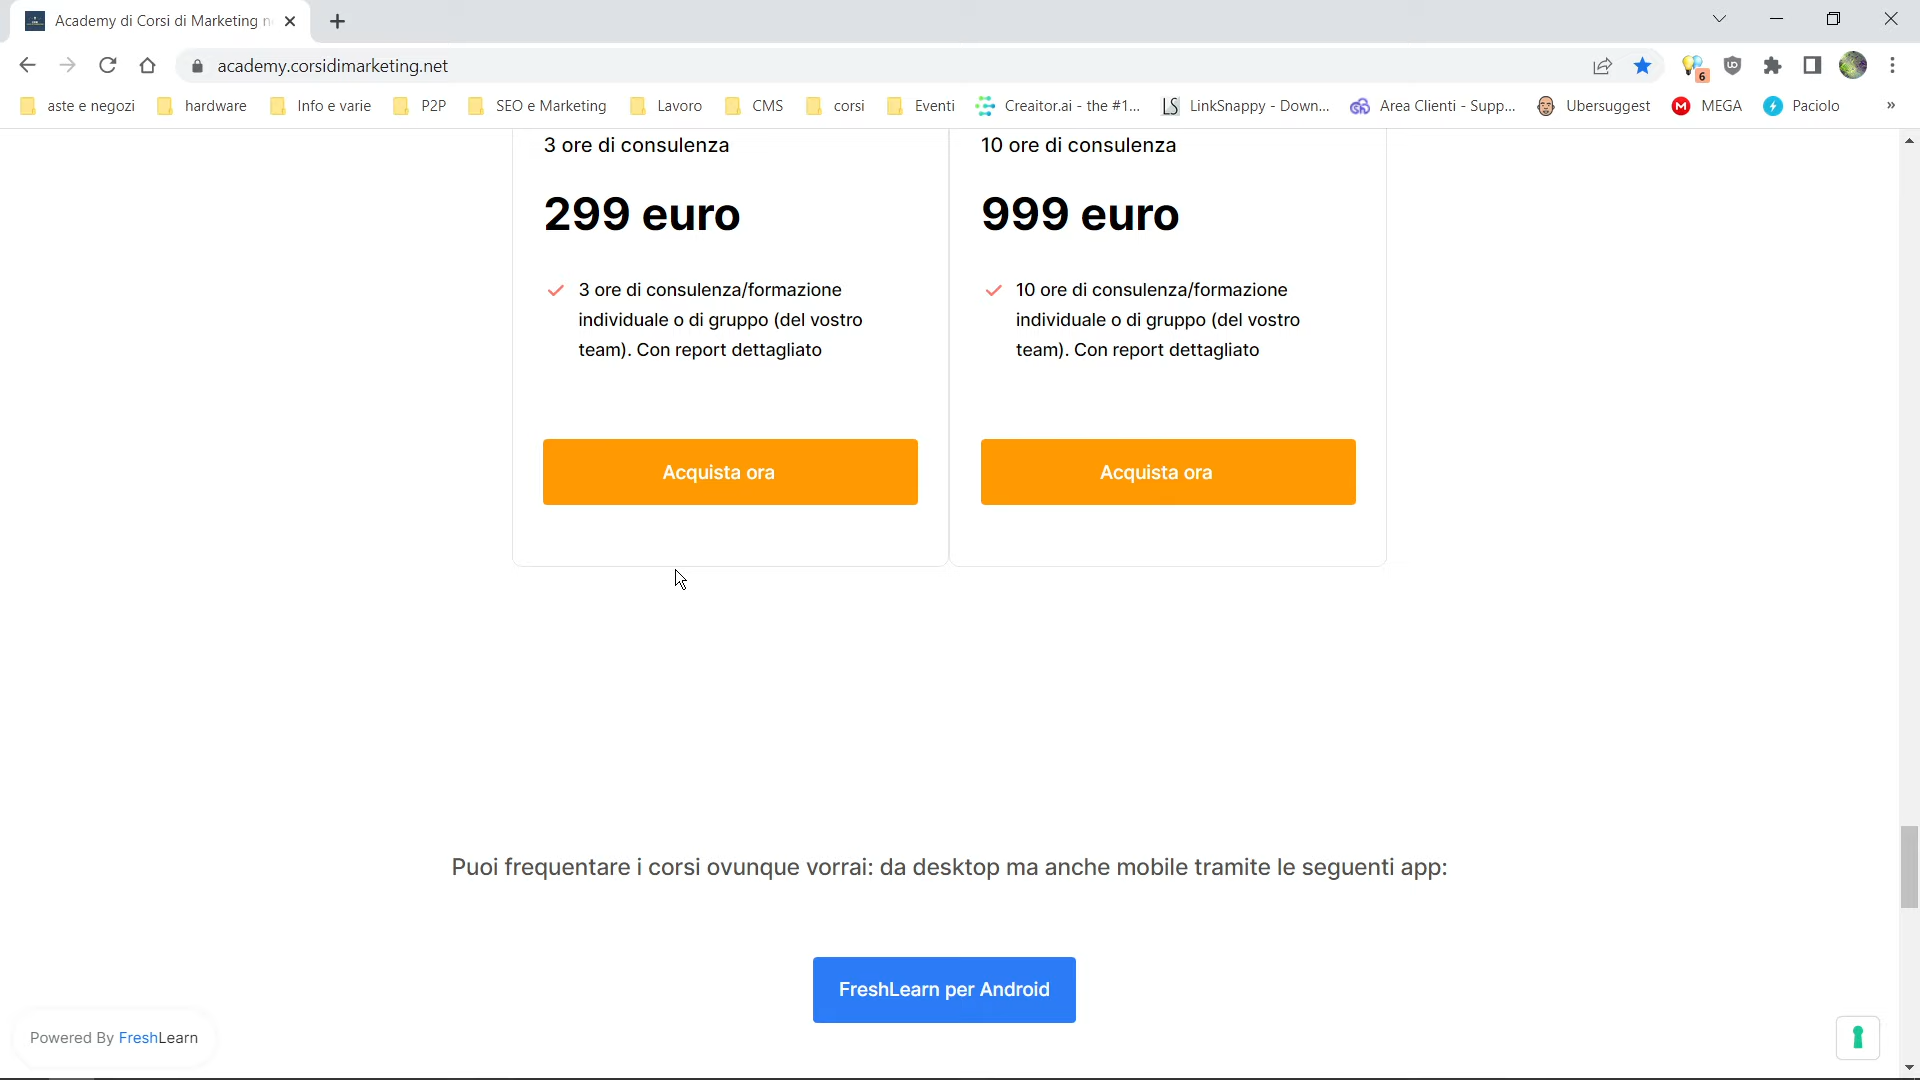 Academy di Corsi di Marketing n
academy.corsidimarketing.net
6
aste e negozi
hardware
Info e varie
P2P
SEO e Marketing
Lavoro
CMS
corsi
Eventi
Creaitor.ai - the #1...
LinkSnappy - Down...
Area Clienti - Supp...
Ubersuggest
MEGA
Paciolo
»
3 ore di consulenza
299 euro
3 ore di consulenza/formazione
individuale o di gruppo (del vostro
team). Con report dettagliato
Acquista ora
10 ore di consulenza
999 euro
10 ore di consulenza/formazione
individuale o di gruppo (del vostro
team). Con report dettagliato
Acquista ora
Puoi frequentare i corsi ovunque vorrai: da desktop ma anche mobile tramite le seguenti app:
FreshLearn per Android
Powered By FreshLearn